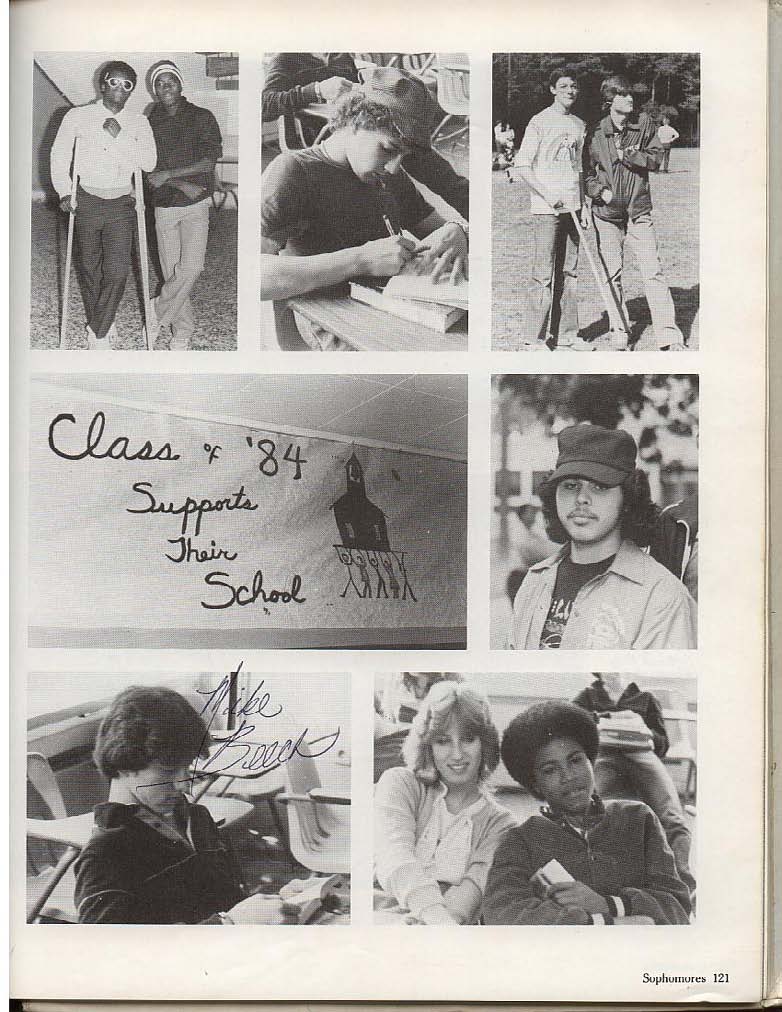 Class of '84
Supports
Their
School
Mike
Beech
Sophomores 121